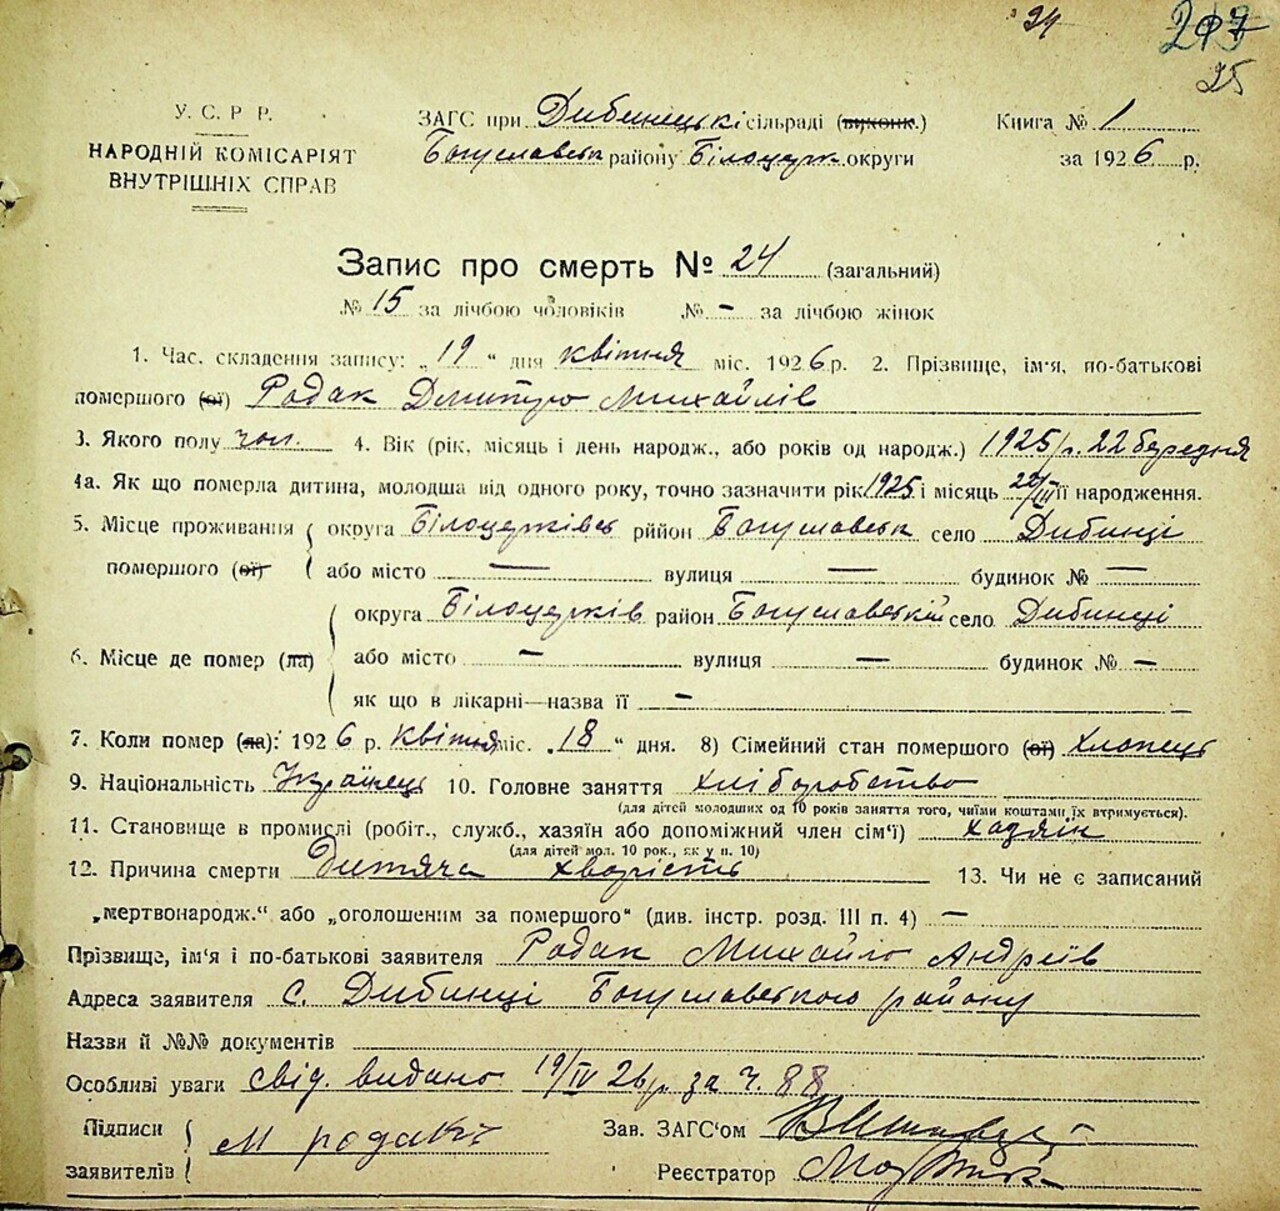 24
25
У. С. Р Р.
НАРОДНІЙ КОМІСАРІЯТ
ВНУТРІШНІХ СПРАВ
ЗАГС при Дибинецькі сільраді (виконк.)
Богуславськ району Білоцерк. округи
Книга № 1
за 1926 р.
Запис про смерть № 24 (загальний)
№ 15 за лічбою чоловіків № – за лічбою жінок
1. Час. складення запису: „19“ дня квітня міс. 1926 р. 2. Прізвище, ім'я, по-батькові
помершого (ої) Родак Дмитро Михайлів
3. Якого полу чол. 4. Вік (рік, місяць і день народж., або років од народж.) 1925 р. 22 березня
4а. Як що померла дитина, молодша від одного року, точно зазначити рік 1925 і місяць 22/III її народження.
5. Місце проживання помершого (ої) округа Білоцерківськ рййон Богуславськ село Дибинці
або місто — вулиця — будинок № —
6. Місце де помер (ла) округа Білоцерків район Богуславській село Дибинці
або місто – вулиця — будинок № –
як що в лікарні—назва її –
7. Коли помер (ла): 1926 р. квітня міс. „18“ дня. 8) Сімейний стан помершого (ої) хлопець
9. Національність Українець 10. Головне заняття хліборобство
(для дітей молодших од 10 років заняття того, чиїми коштами їх втримується).
11. Становище в промислі (робіт., служб., хазяїн або допоміжний член сім'ї) хазяїн
(для дітей мол. 10 рок., як у п. 10)
12. Причина смерти Дитяча хворість 13. Чи не є записаний
„мертвонародж.“ або „оголошеним за помершого“ (див. інстр. розд. III п. 4) –
Прізвище, ім'я і по-батькові заявителя Родак Михайло Андріїв
Адреса заявителя с. Дибинці Богуславського району
Назви й №№ документів
Особливі уваги свід. видано 19/IV 26 р. за ч. 88
Підписи заявителів М родак
Зав. ЗАГС'ом
Реєстратор